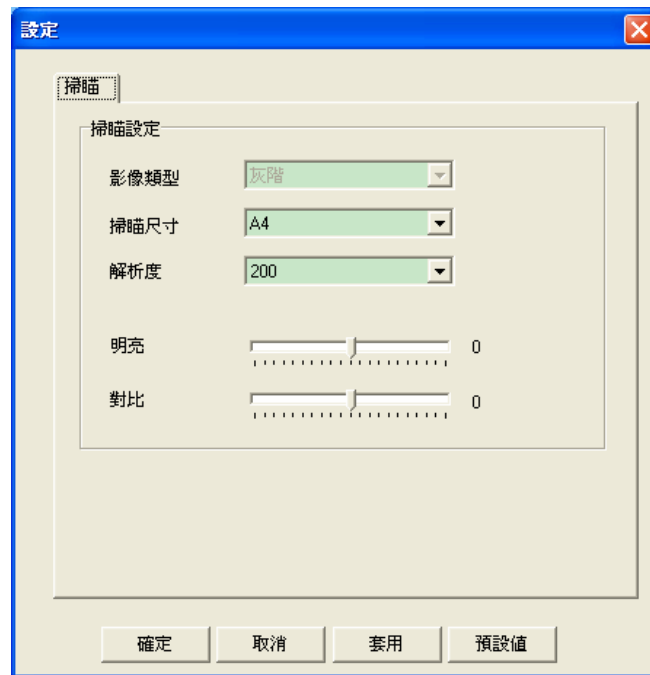 設定
掃瞄
掃瞄設定
影像類型 灰階
掃瞄尺寸 A4
解析度 200
明亮 0
對比 0
確定 取消 套用 預設值